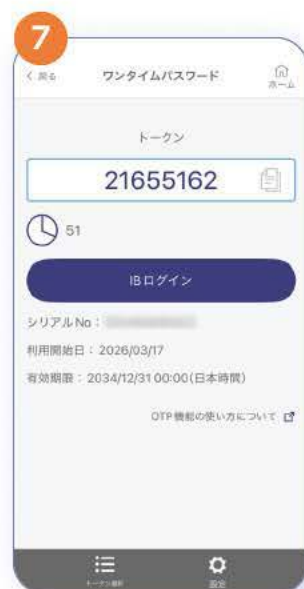 7
戻る ワンタイムパスワード ホーム
トークン
21655162
51
IBログイン
シリアルNo：
利用開始日：2026/03/17
有効期限：2034/12/31 00:00(日本時間)
OTP機能の使い方について
トークン選択 設定